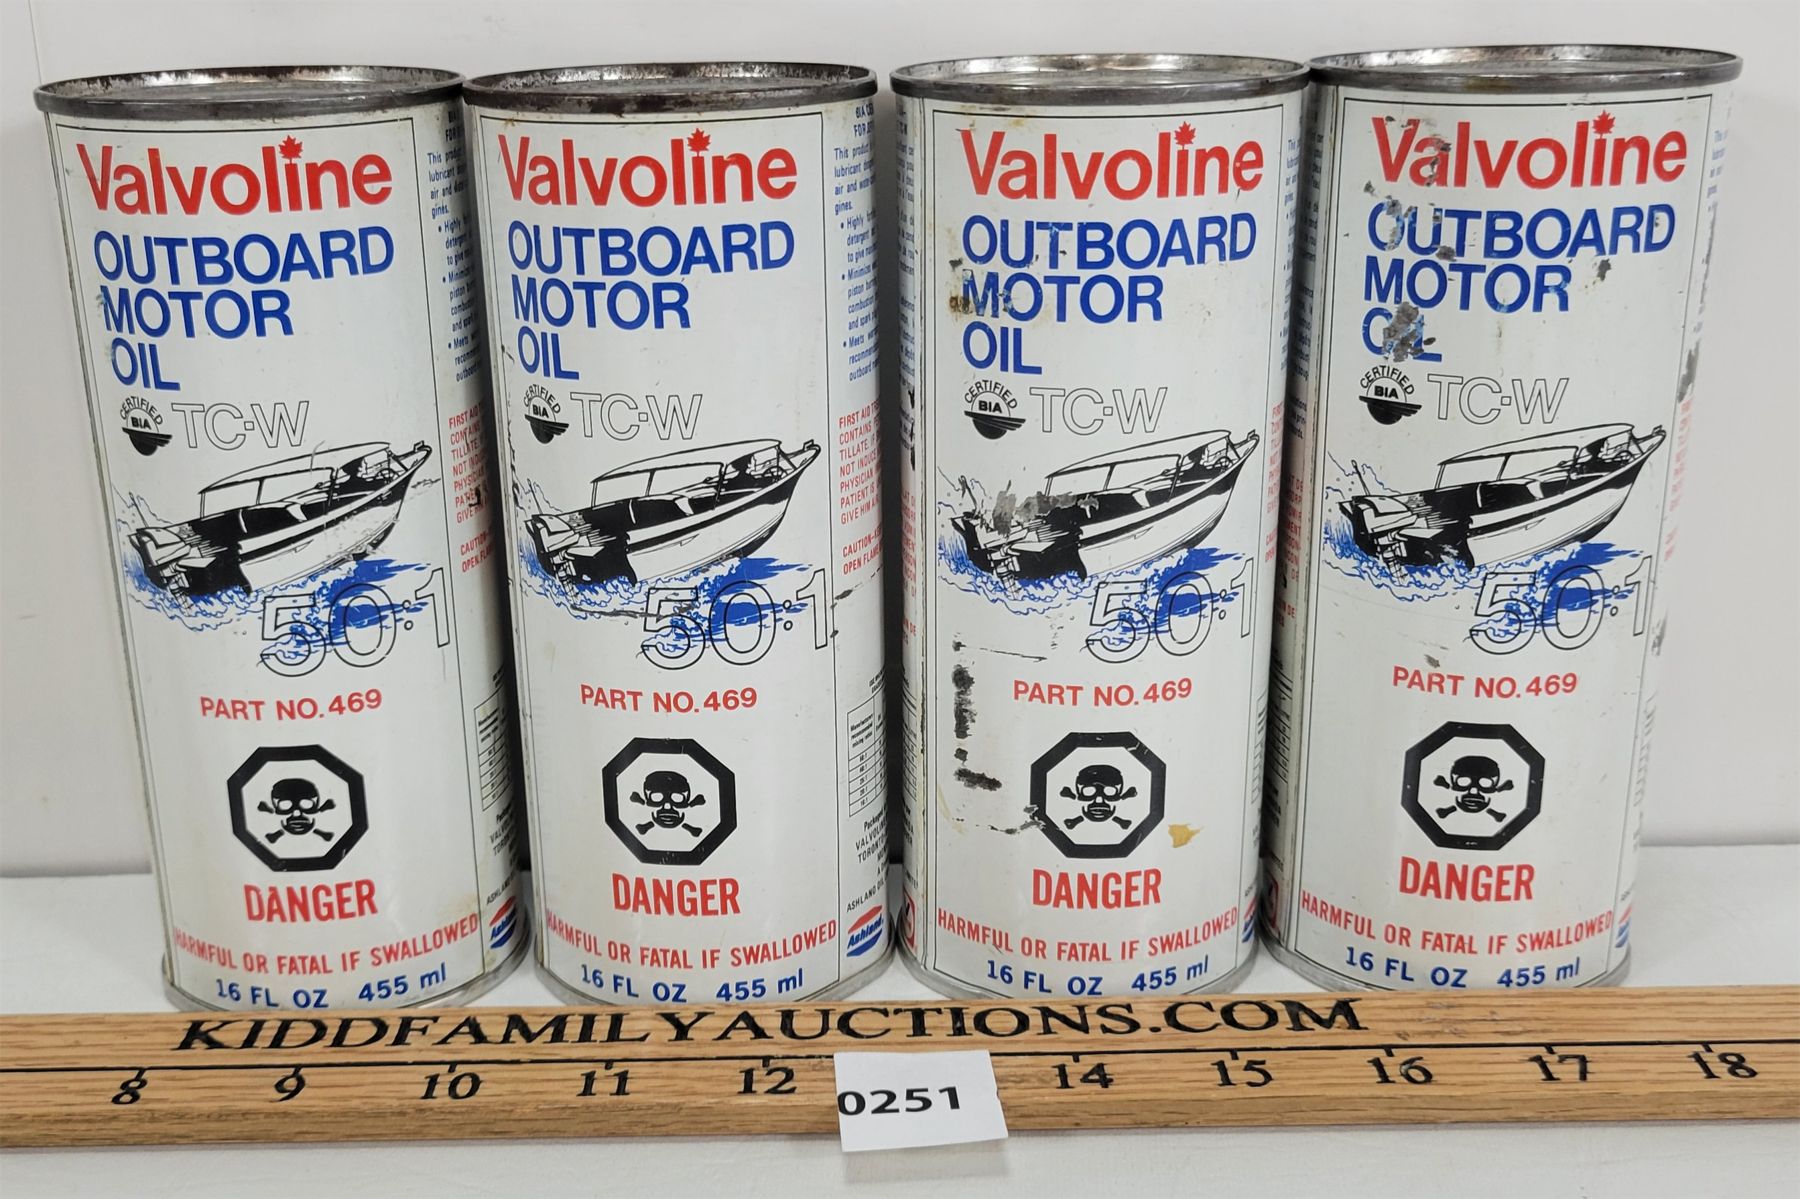 Valvoline
OUTBOARD
MOTOR
OIL
CERTIFIED
BIA
TC-W
50:1
PART NO. 469
DANGER
HARMFUL OR FATAL IF SWALLOWED
16 FL OZ 455 ml
Valvoline
OUTBOARD
MOTOR
OIL
CERTIFIED
BIA
TC-W
50:1
PART NO. 469
DANGER
HARMFUL OR FATAL IF SWALLOWED
16 FL OZ 455 ml
Ashland
Valvoline
OUTBOARD
MOTOR
OIL
CERTIFIED
BIA
TC-W
50:1
PART NO. 469
DANGER
HARMFUL OR FATAL IF SWALLOWED
16 FL OZ 455 ml
Valvoline
OUTBOARD
MOTOR
OIL
CERTIFIED
BIA
TC-W
50:1
PART NO. 469
DANGER
HARMFUL OR FATAL IF SWALLOWED
16 FL OZ 455 ml
KIDDFAMILYAUCTIONS.COM
8 9 10 11 12 14 15 16 17 18
0251